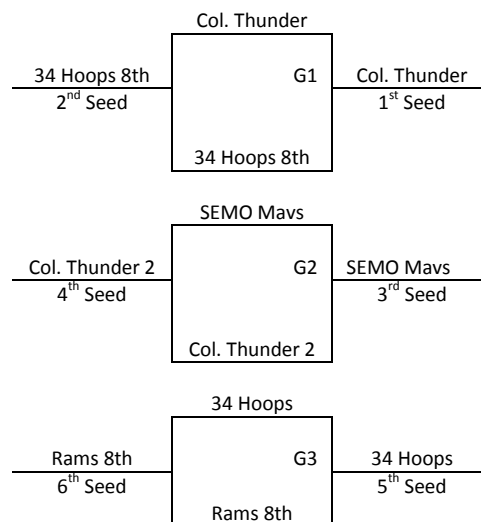 Col. Thunder
34 Hoops 8th G1 Col. Thunder
2nd Seed 1st Seed
34 Hoops 8th
SEMO Mavs
Col. Thunder 2 G2 SEMO Mavs
4th Seed 3rd Seed
Col. Thunder 2
34 Hoops
Rams 8th G3 34 Hoops
6th Seed 5th Seed
Rams 8th